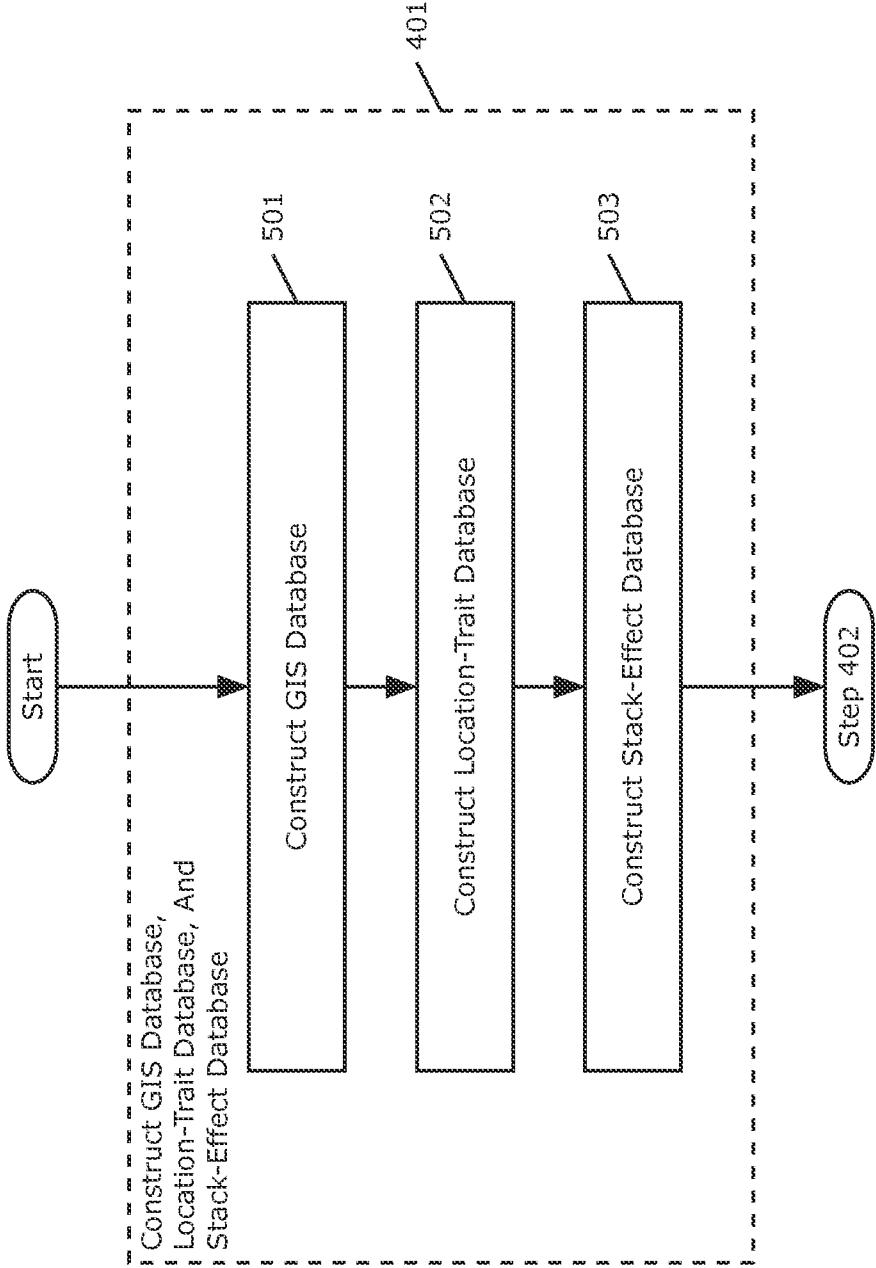 Start
401
Construct GIS Database,
Location-Trait Database, And
Stack-Effect Database
501
Construct GIS Database
502
Construct Location-Trait Database
503
Construct Stack-Effect Database
Step 402